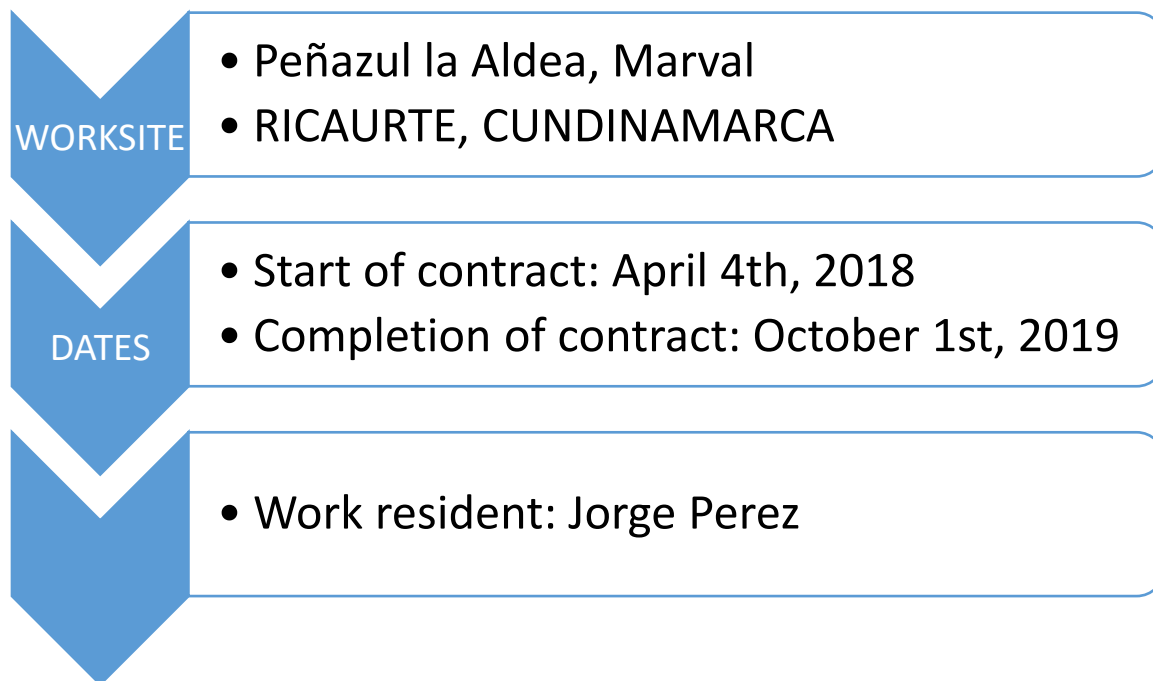 WORKSITE
• Peñazul la Aldea, Marval
• RICAURTE, CUNDINAMARCA
DATES
• Start of contract: April 4th, 2018
• Completion of contract: October 1st, 2019
• Work resident: Jorge Perez